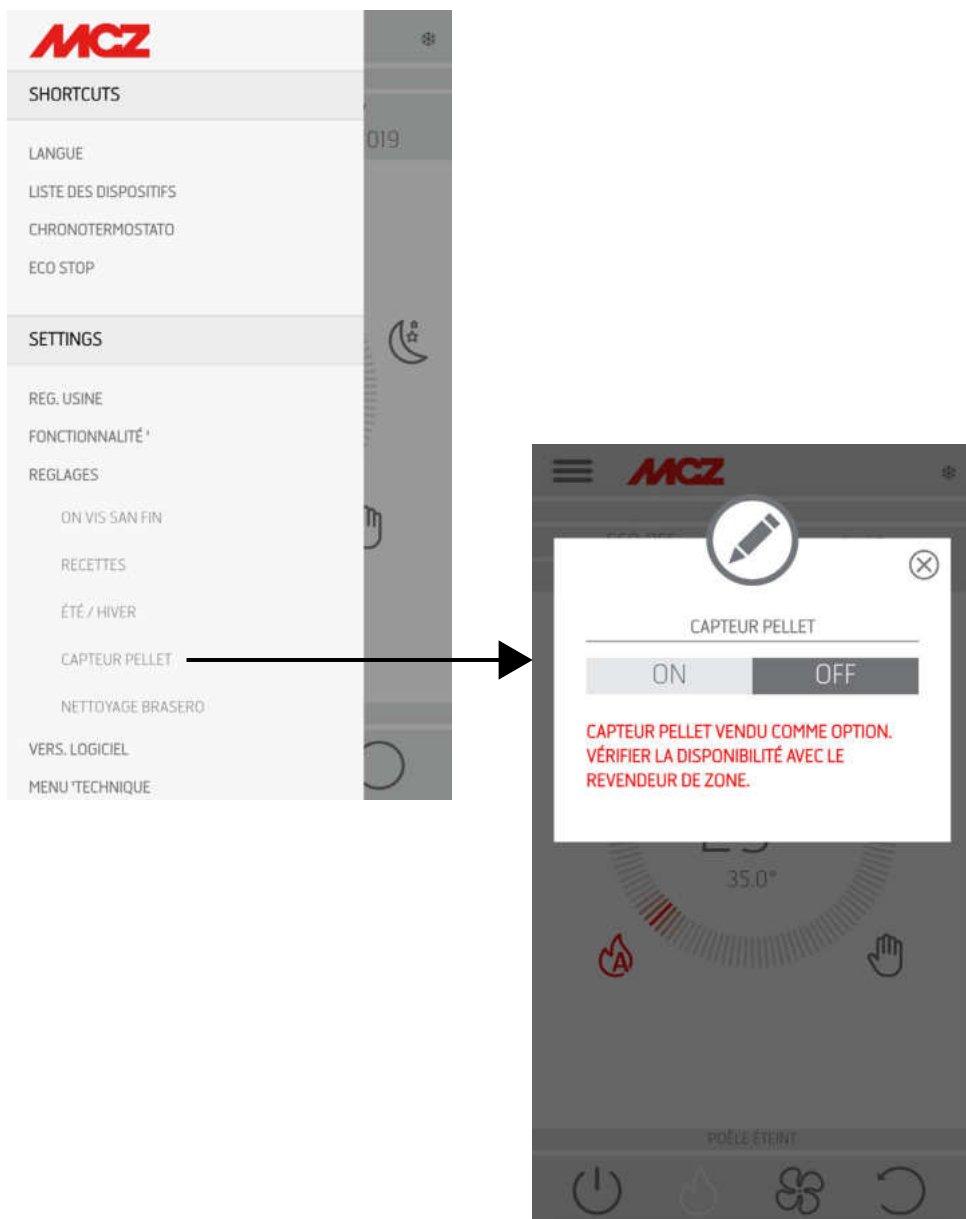 MCZ
SHORTCUTS
019
LANGUE
LISTE DES DISPOSITIFS
CHRONOTERMOSTATO
ECO STOP
SETTINGS
REG. USINE
FONCTIONNALITÉ '
REGLAGES
ON VIS SAN FIN
RECETTES
ÉTÉ / HIVER
CAPTEUR PELLET
NETTOYAGE BRASERO
VERS. LOGICIEL
MENU 'TECHNIQUE
MCZ
CAPTEUR PELLET
ON OFF
CAPTEUR PELLET VENDU COMME OPTION.
VÉRIFIER LA DISPONIBILITÉ AVEC LE
REVENDEUR DE ZONE.
35.0°
A
POÊLE ÉTEINT